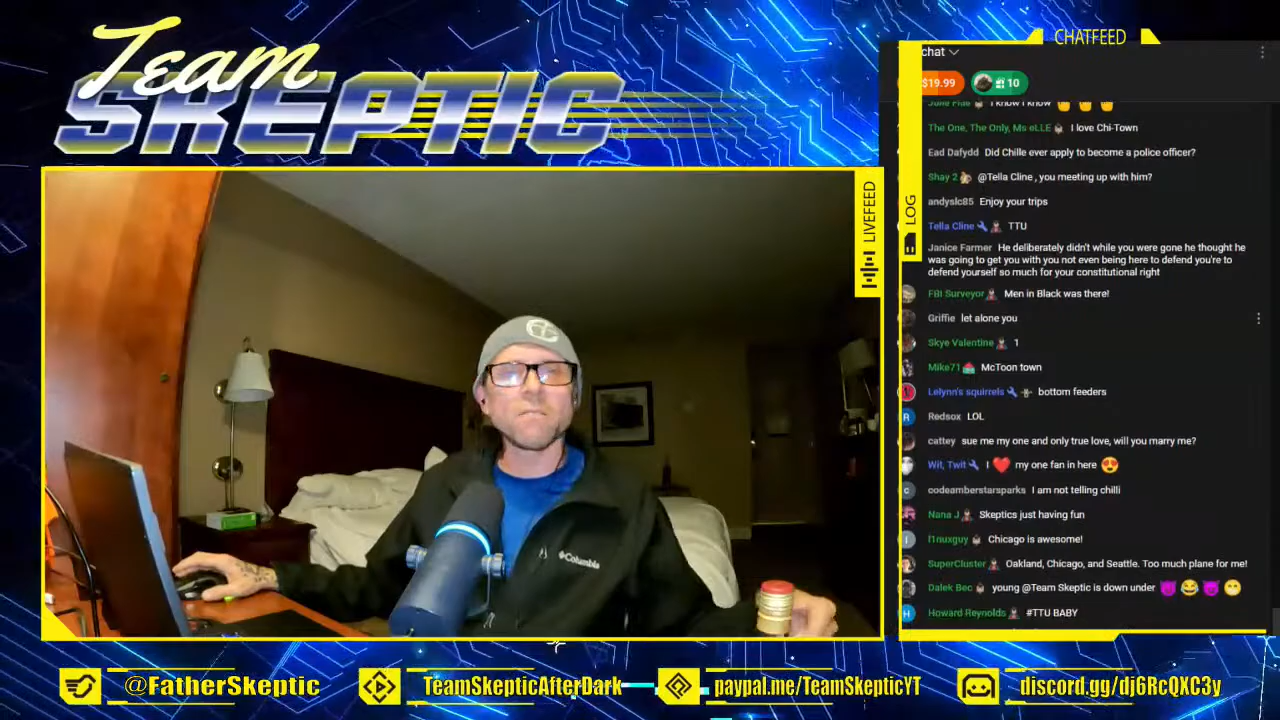 Team
SKEPTIC
CHATFEED
chat
$19.99
10
I know I know
The One, The Only, Ms eLLE I love Chi-Town
Ead Dafydd Did Chille ever apply to become a police officer?
Shay 2 @Tella Cline , you meeting up with him?
andyslc85 Enjoy your trips
Tella Cline TTU
Janice Farmer He deliberately didn't while you were gone he thought he
was going to get you with you not even being here to defend you're to
defend yourself so much for your constitutional right
FBI Surveyor Men in Black was there!
Griffie let alone you
Skye Valentine 1
Mike71 McToon town
Lelynn's squirrels bottom feeders
Redsox LOL
cattey sue me my one and only true love, will you marry me?
Wit, Twit I ❤️ my one fan in here 😍
codeamberstarsparks I am not telling chilli
Nana J Skeptics just having fun
f1nuxguy Chicago is awesome!
SuperCluster Oakland, Chicago, and Seattle. Too much plane for me!
Dalek Bec young @Team Skeptic is down under 😈 😂 😈 😁
Howard Reynolds #TTU BABY
LOG
LIVEFEED
Columbia
@FatherSkeptic
TeamSkepticAfterDark
paypal.me/TeamSkepticYT
discord.gg/dj6RcQXC3v